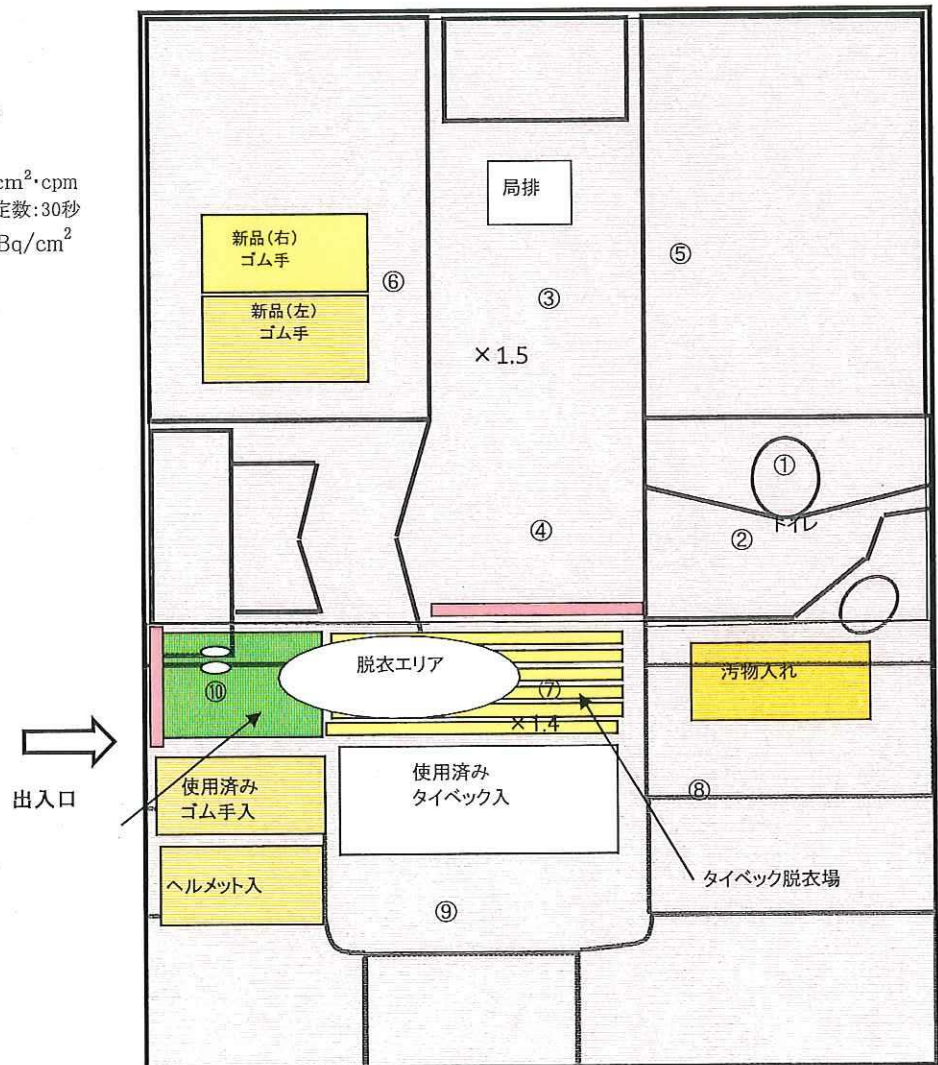 cm²･cpm
定数:30秒
Bq/cm²
局排
新品(右)
ゴム手
⑤
⑥
③
新品(左)
ゴム手
×1.5
①
④
②
トイレ
脱衣エリア
汚物入れ
⑩
⑦
×1.4
出入口
使用済み
ゴム手入
使用済み
タイベック入
⑧
ヘルメット入
タイベック脱衣場
⑨